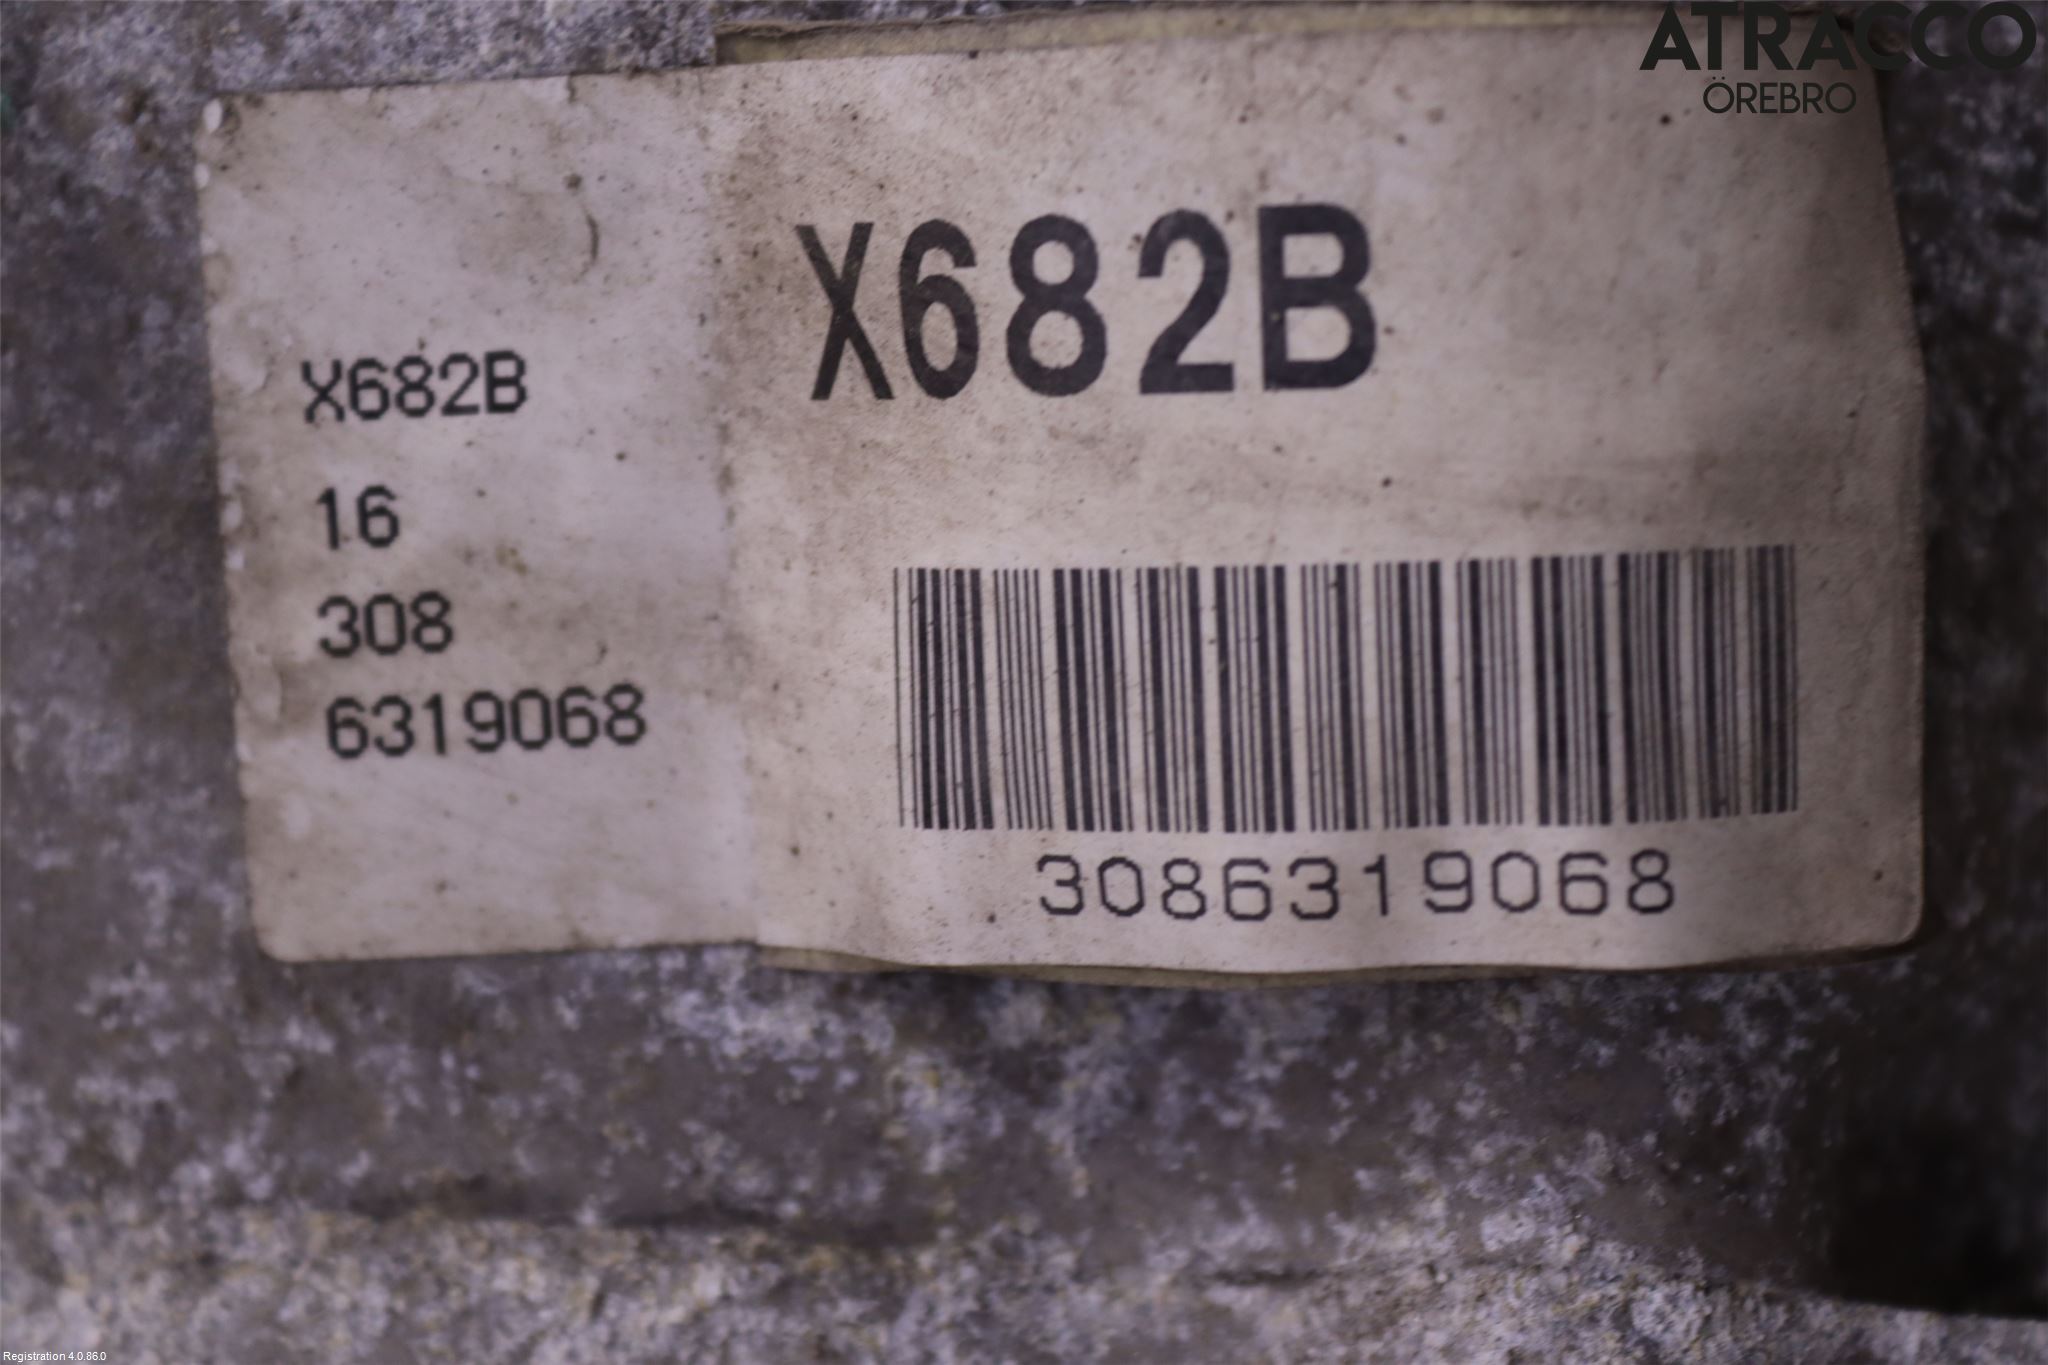 ATRACCO
ÖREBRO
X682B
X682B
16
308
6319068
3086319068
Registration 4.0.86.0